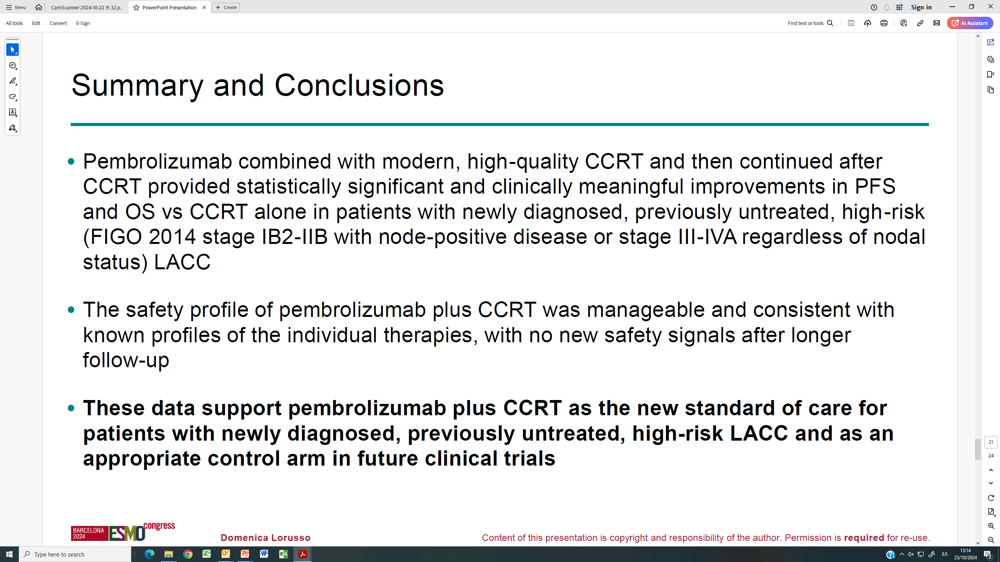 Menu
CamScanner 2024-10-22 15 32.p...
PowerPoint Presentation
Create
Sign in
All tools
Edit
Convert
E-Sign
Find text or tools
AI Assistant
Summary and Conclusions
• Pembrolizumab combined with modern, high-quality CCRT and then continued after
CCRT provided statistically significant and clinically meaningful improvements in PFS
and OS vs CCRT alone in patients with newly diagnosed, previously untreated, high-risk
(FIGO 2014 stage IB2-IIB with node-positive disease or stage III-IVA regardless of nodal
status) LACC
• The safety profile of pembrolizumab plus CCRT was manageable and consistent with
known profiles of the individual therapies, with no new safety signals after longer
follow-up
• These data support pembrolizumab plus CCRT as the new standard of care for
patients with newly diagnosed, previously untreated, high-risk LACC and as an
appropriate control arm in future clinical trials
21
24
BARCELONA
2024
ESMO
congress
Domenica Lorusso
Content of this presentation is copyright and responsibility of the author. Permission is required for re-use.
Type here to search
RA
ΕΛ
13:14
23/10/2024
2